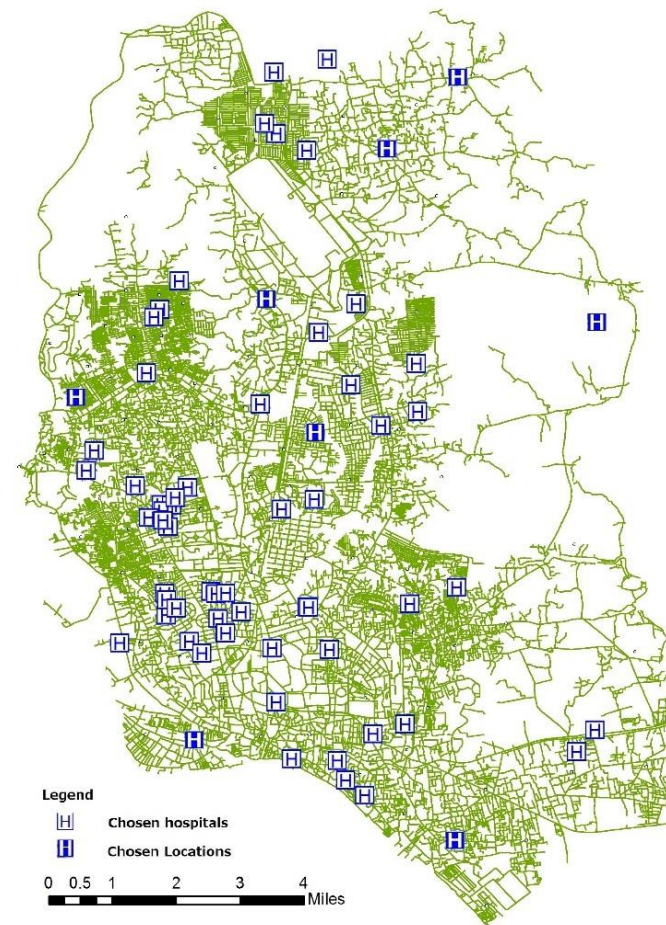 Legend
H Chosen hospitals
H Chosen Locations
0 0.5 1 2 3 4
Miles